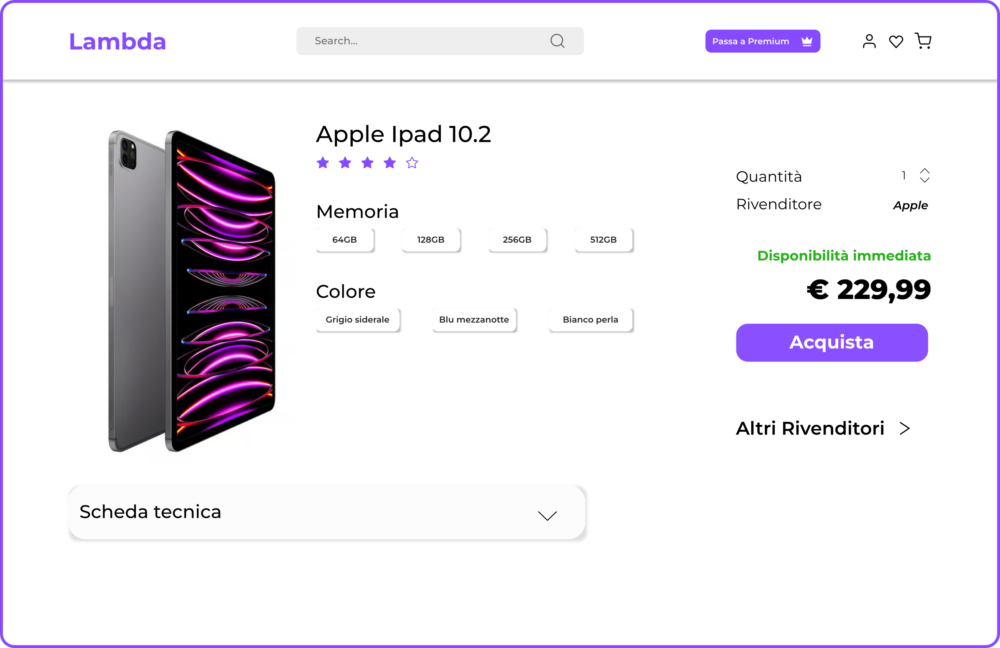 Lambda
Search...
Passa a Premium
Apple Ipad 10.2
Quantità 1
Rivenditore Apple
Memoria
64GB 128GB 256GB 512GB
Disponibilità immediata
€ 229,99
Colore
Grigio siderale Blu mezzanotte Bianco perla
Acquista
Altri Rivenditori >
Scheda tecnica